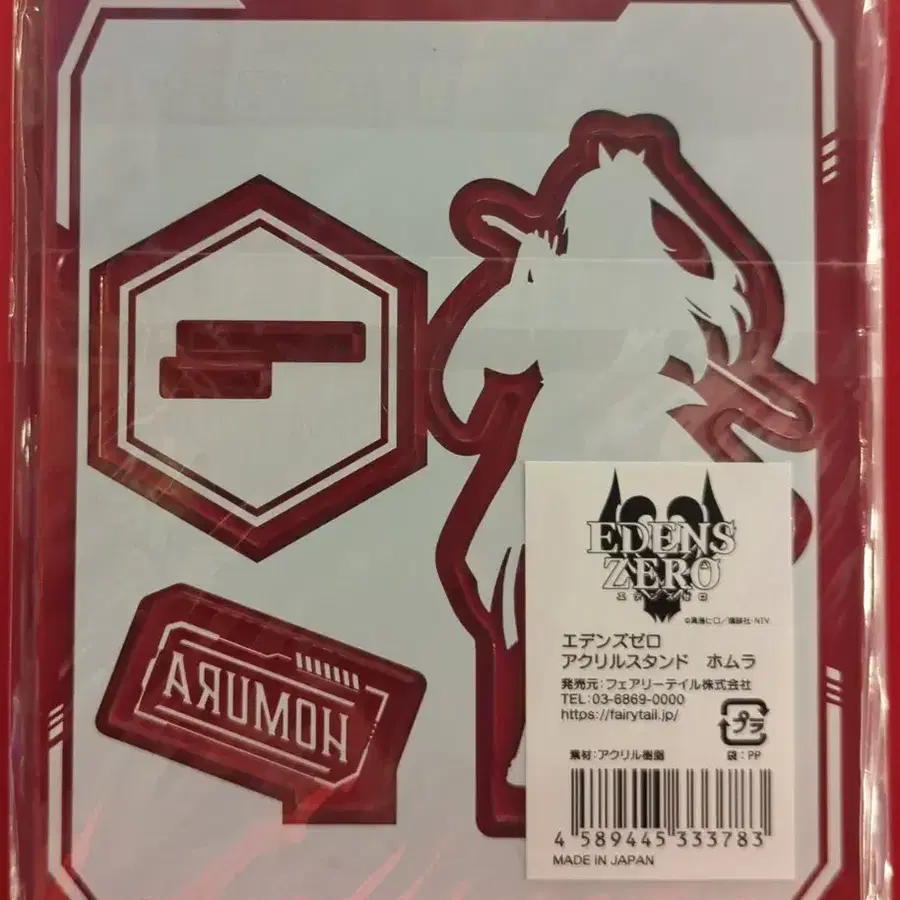 HOMURA
EDENS
ZERO
エデンズゼロ
©真島ヒロ／講談社・NTV
エデンズゼロ
アクリルスタンド　ホムラ
発売元：フェアリーテイル株式会社
TEL：03-6869-0000
https://fairytail.jp/
プラ
素材：アクリル樹脂　袋：PP
4 589445 333783
MADE IN JAPAN